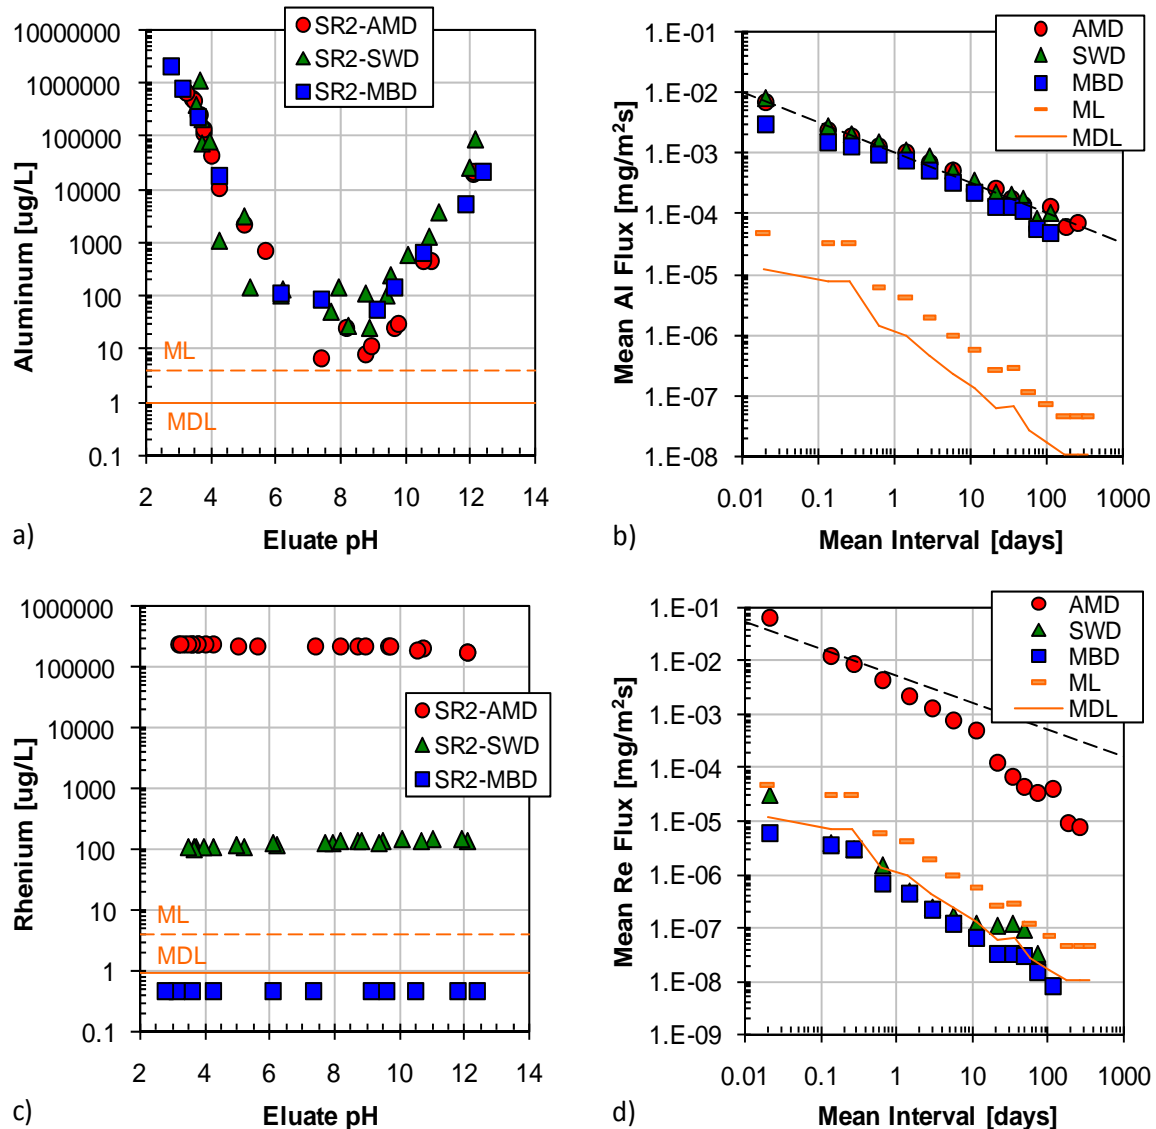 SR2-AMD
SR2-SWD
SR2-MBD
10000000
1000000
100000
10000
1000
100
10
1
0.1
Aluminum [ug/L]
ML
MDL
2 4 6 8 10 12 14
Eluate pH
a)
AMD
SWD
MBD
ML
MDL
1.E-01
1.E-02
1.E-03
1.E-04
1.E-05
1.E-06
1.E-07
1.E-08
Mean Al Flux [mg/m²s]
0.01 0.1 1 10 100 1000
Mean Interval [days]
b)
1000000
100000
10000
1000
100
10
1
0.1
Rhenium [ug/L]
SR2-AMD
SR2-SWD
SR2-MBD
ML
MDL
2 4 6 8 10 12 14
Eluate pH
c)
AMD
SWD
MBD
ML
MDL
1.E-01
1.E-02
1.E-03
1.E-04
1.E-05
1.E-06
1.E-07
1.E-08
1.E-09
Mean Re Flux [mg/m²s]
0.01 0.1 1 10 100 1000
Mean Interval [days]
d)